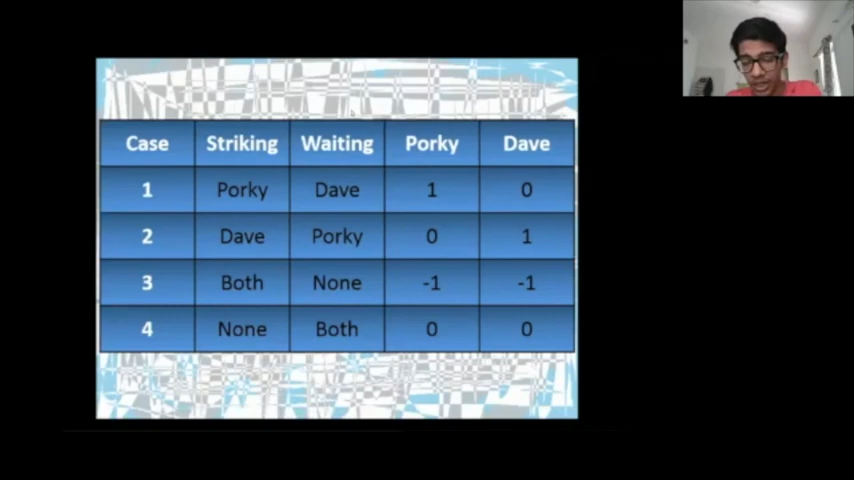 Case Striking Waiting Porky Dave
1 Porky Dave 1 0
2 Dave Porky 0 1
3 Both None -1 -1
4 None Both 0 0